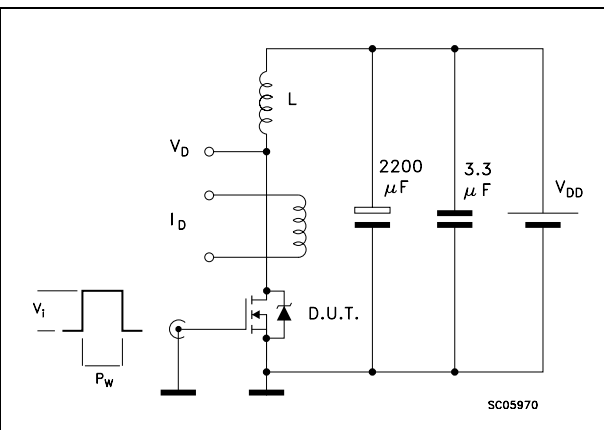 L
V_D
2200 μF
3.3 μF
V_DD
I_D
V_i
D.U.T.
P_W
SC05970